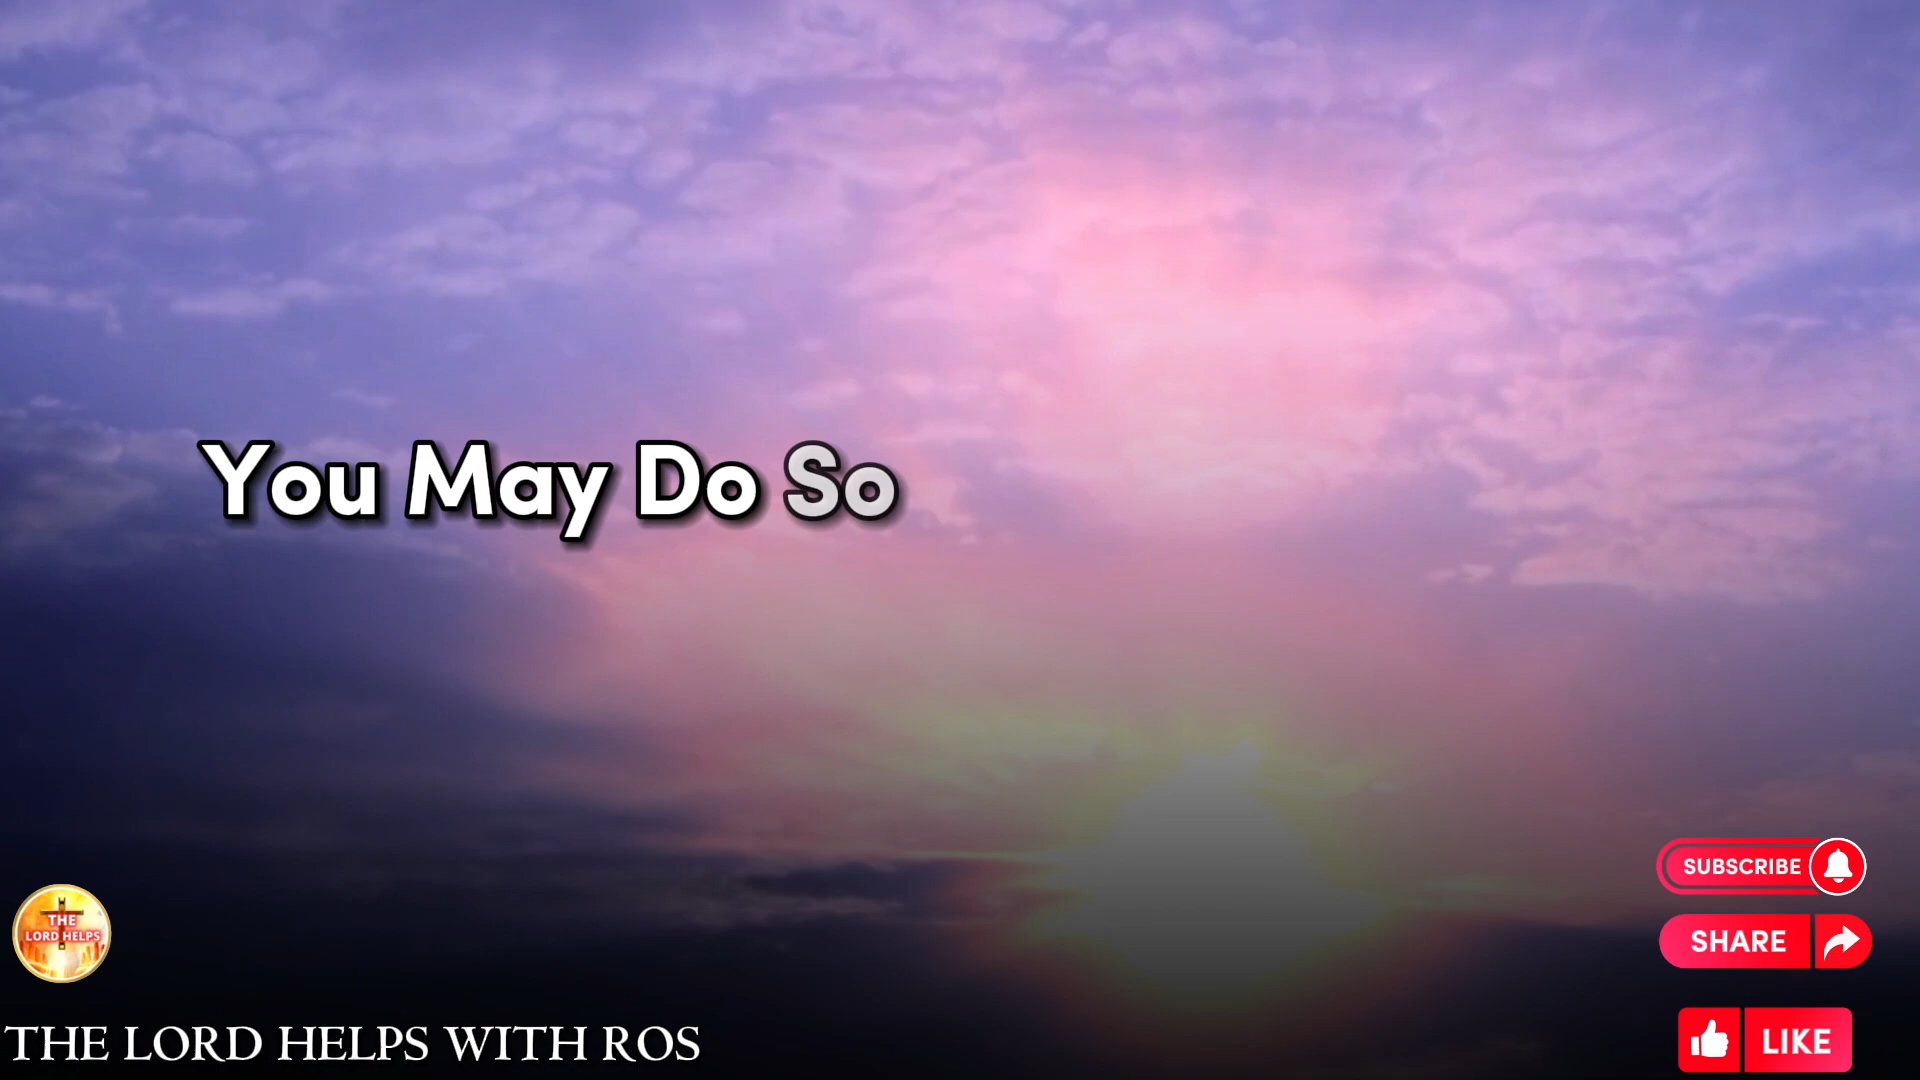 You May Do So
SUBSCRIBE
THE
LORD HELPS
SHARE
THE LORD HELPS WITH ROS
LIKE